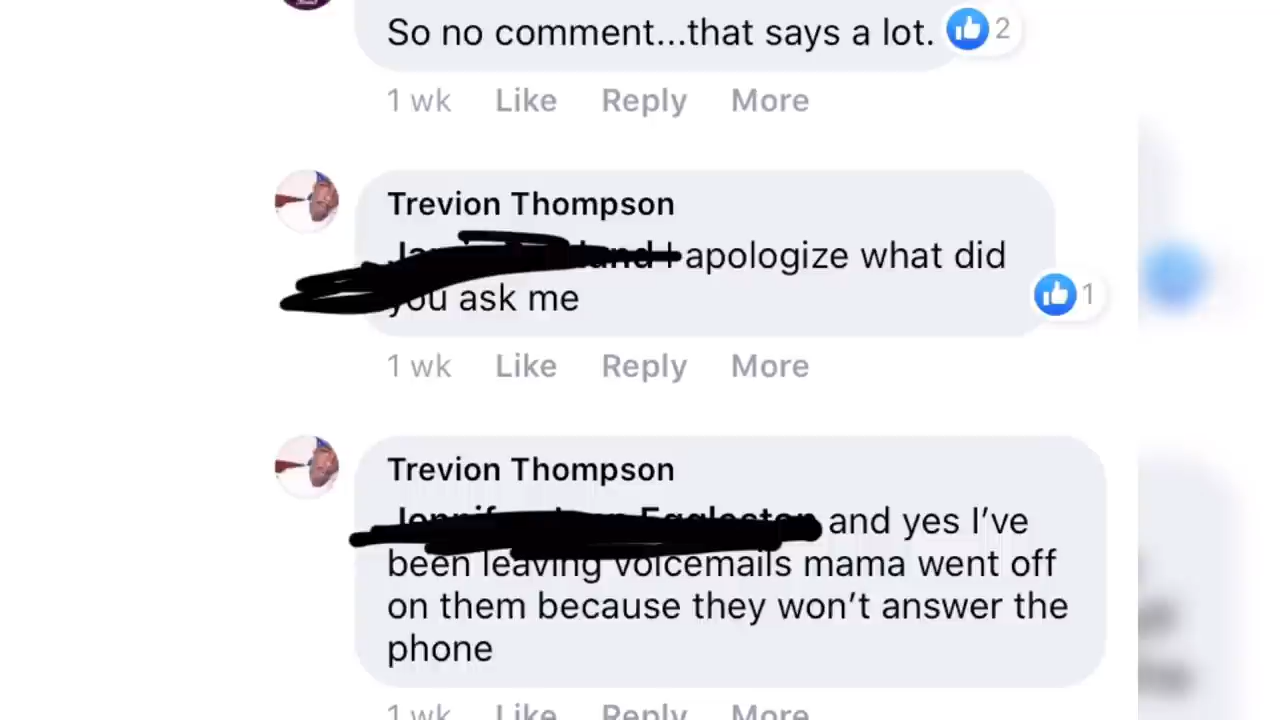 So no comment...that says a lot. 2
1 wk Like Reply More
Trevion Thompson
apologize what did
you ask me
1
1 wk Like Reply More
Trevion Thompson
and yes I've
been leaving voicemails mama went off
on them because they won't answer the
phone
1 wk Like Reply More